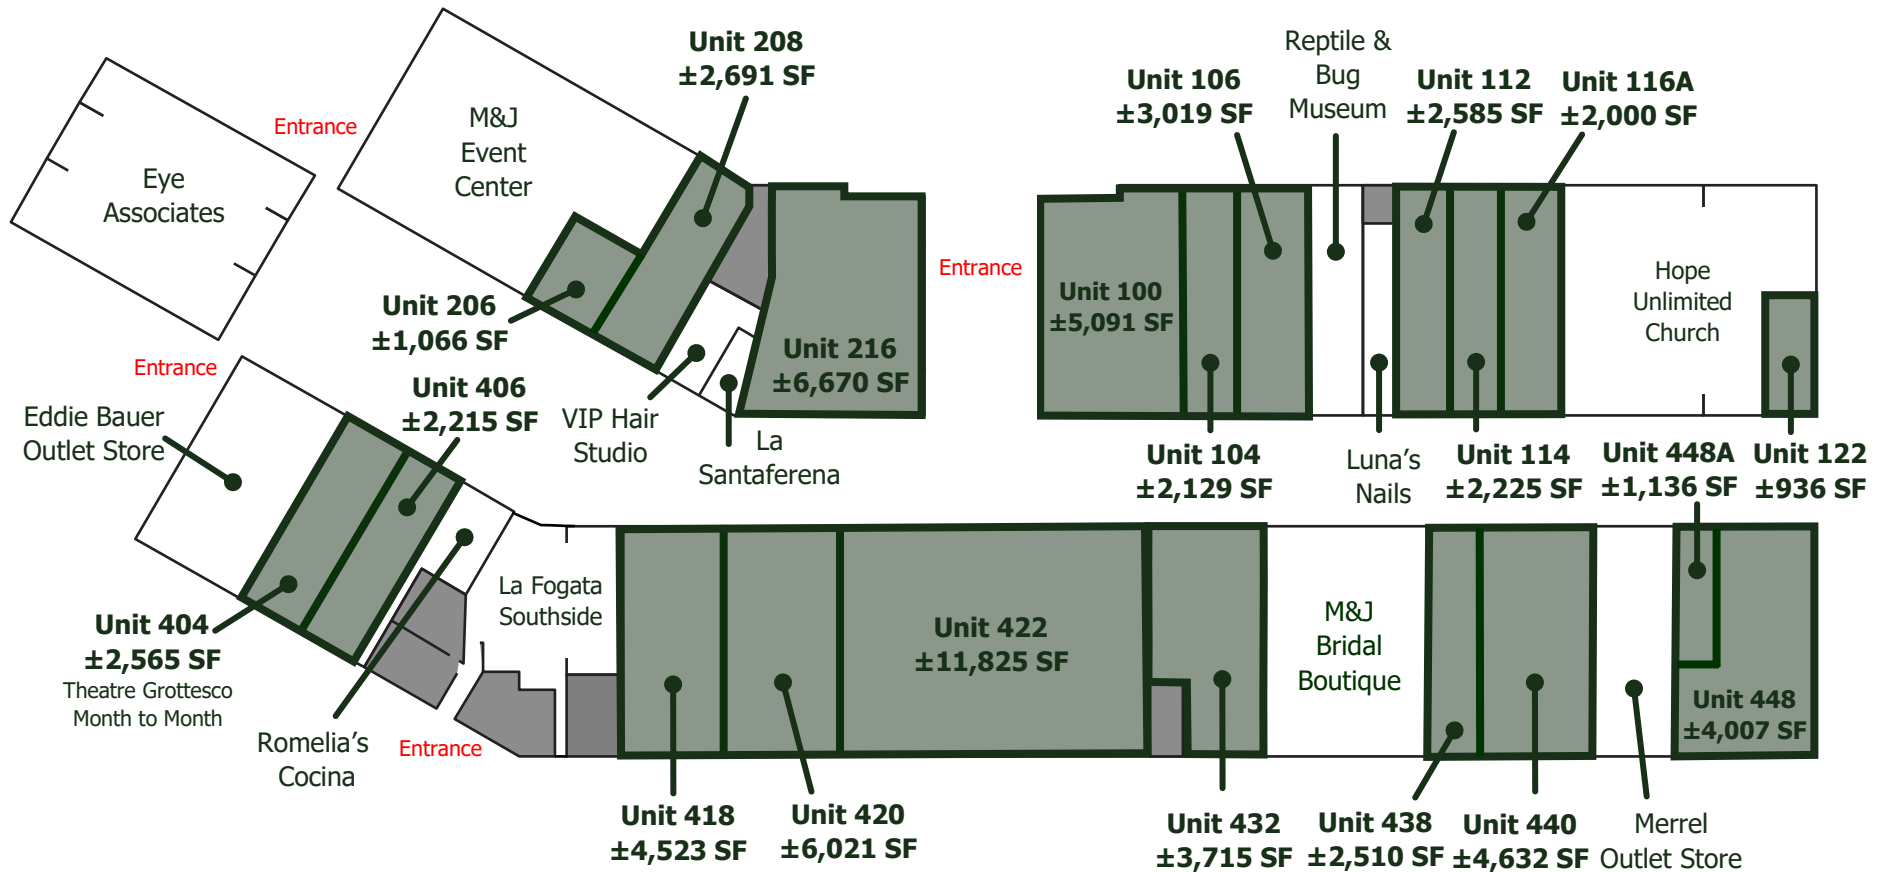 Unit 208
±2,691 SF
M&J
Event
Center
Entrance
Eye
Associates
Unit 206
±1,066 SF
Unit 216
±6,670 SF
VIP Hair
Studio
La
Santaferena
Entrance
Reptile &
Bug
Museum
Unit 106
±3,019 SF
Unit 112
±2,585 SF
Unit 116A
±2,000 SF
Unit 100
±5,091 SF
Hope
Unlimited
Church
Unit 104
±2,129 SF
Luna's
Nails
Unit 114
±2,225 SF
Unit 448A
±1,136 SF
Unit 122
±936 SF
Entrance
Eddie Bauer
Outlet Store
Unit 406
±2,215 SF
Unit 404
±2,565 SF
Theatre Grottesco
Month to Month
Romelia's
Cocina
Entrance
La Fogata
Southside
Unit 422
±11,825 SF
M&J
Bridal
Boutique
Unit 448
±4,007 SF
Unit 418
±4,523 SF
Unit 420
±6,021 SF
Unit 432
±3,715 SF
Unit 438
±2,510 SF
Unit 440
±4,632 SF
Merrel
Outlet Store